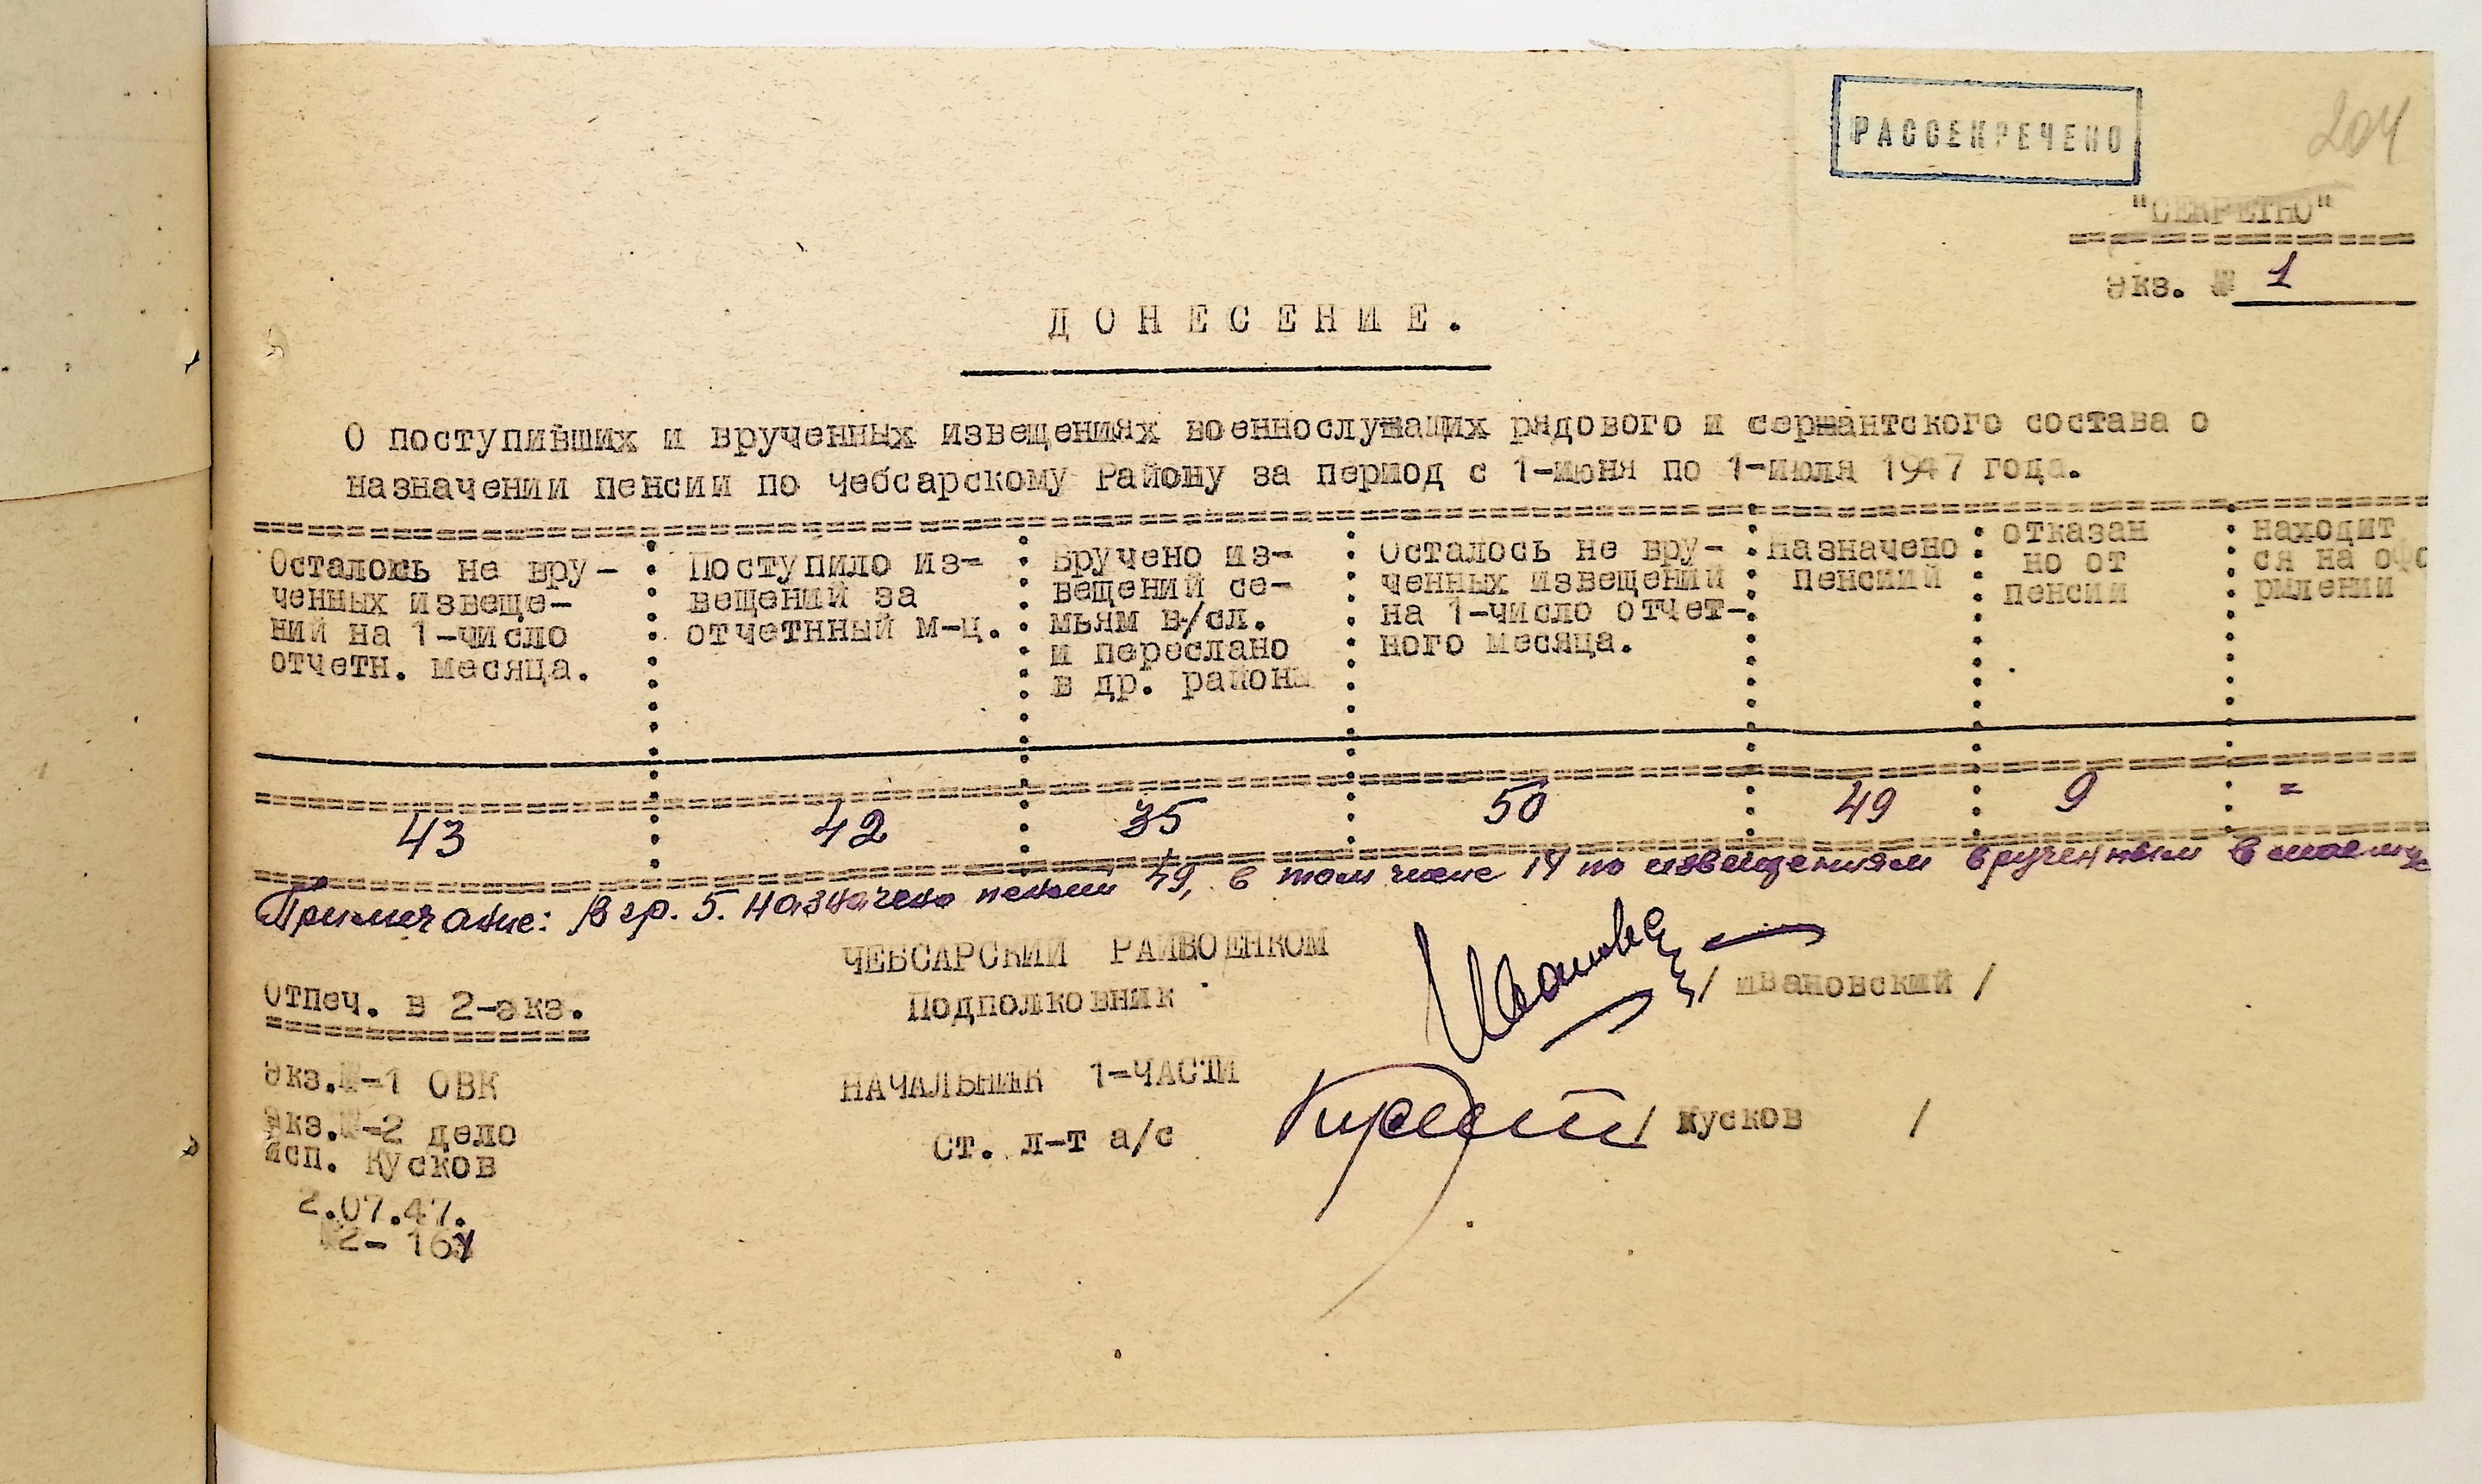 РАССЕКРЕЧЕНО
204
"СЕКРЕТНО"
экз. № 1
ДОНЕСЕНИЕ.
О поступивших и врученных извещениях военнослужащих рядового и сержантского состава о
назначении пенсии по Чебсарскому Району за период с 1-июня по 1-июля 1947 года.
Осталось не вру-
ченных извеще-
ний на 1-число
отчетн. месяца.
Поступило из-
вещений за
отчетнный м-ц.
Вручено из-
вещений се-
мьям в/сл.
и переслано
в др. районы
Осталось не вру-
ченных извещений
на 1-число отчет-
ного месяца.
Назначено
пенсиий
отказан
но от
пенсии
находит
ся на офо
рмлении
43 42 35 50 49 9 =
Примечание: В гр. 5. назначено пенсий 49, в том числе 14 по извещениям врученным в мае м-це
ЧЕБСАРСКИЙ РАЙВОЕНКОМ
Подполковник / ивановский /
НАЧАЛЬНИК 1-ЧАСТИ
Ст. л-т а/с / Кусков /
Отпеч. в 2-экз.
Экз.№-1 ОВК
Экз.№-2 дело
Исп. Кусков
2.07.47.
№2-